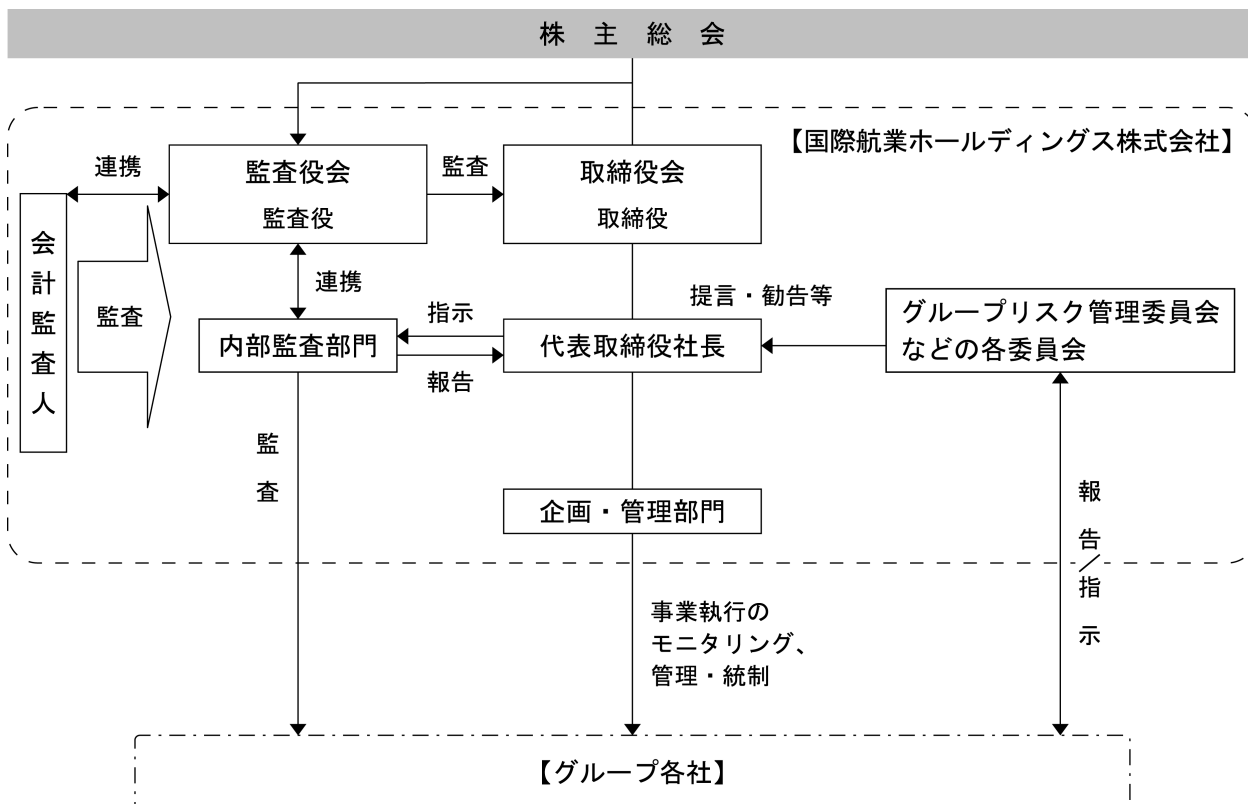 株主総会
【国際航業ホールディングス株式会社】
連携
監査役会
監査役
監査
取締役会
取締役
会計監査人
監査
連携
内部監査部門
指示
報告
代表取締役社長
提言・勧告等
グループリスク管理委員会
などの各委員会
監査
企画・管理部門
報告/指示
事業執行の
モニタリング、
管理・統制
【グループ各社】